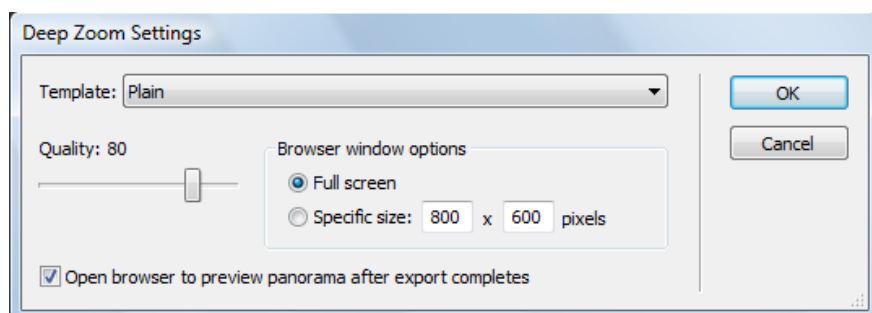 Deep Zoom Settings
Template: Plain
OK
Quality: 80
Browser window options
Cancel
Full screen
Specific size: 800 x 600 pixels
Open browser to preview panorama after export completes